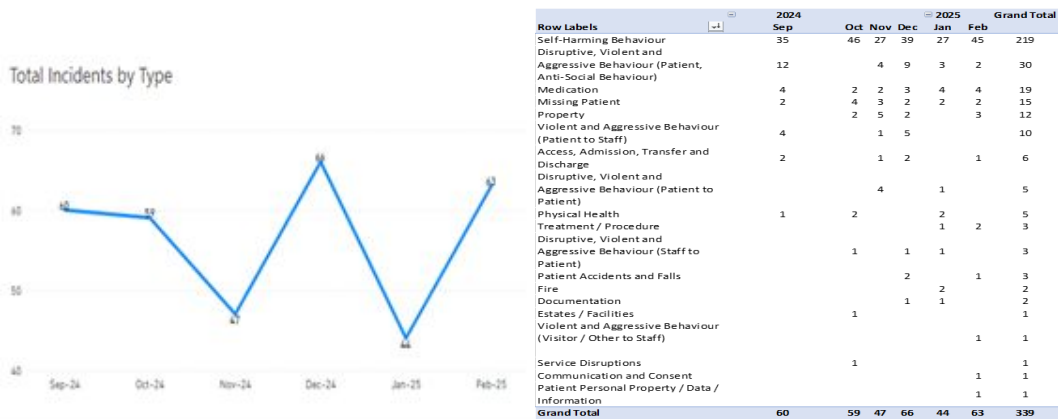 Total Incidents by Type
70
60
50
40
60
59
47
66
44
63
Sep-24 Oct-24 Nov-24 Dec-24 Jan-25 Feb-25
2024 2025 Grand Total
Row Labels Sep Oct Nov Dec Jan Feb
Self-Harming Behaviour 35 46 27 39 27 45 219
Disruptive, Violent and
Aggressive Behaviour (Patient, 12 4 9 3 2 30
Anti-Social Behaviour)
Medication 4 2 2 3 4 4 19
Missing Patient 2 4 3 2 2 2 15
Property 2 5 2 3 12
Violent and Aggressive Behaviour
(Patient to Staff) 4 1 5 10
Access, Admission, Transfer and
Discharge 2 1 2 1 6
Disruptive, Violent and
Aggressive Behaviour (Patient to 4 1 5
Patient)
Physical Health 1 2 2 5
Treatment / Procedure 1 2 3
Disruptive, Violent and
Aggressive Behaviour (Staff to 1 1 1 3
Patient)
Patient Accidents and Falls 2 1 3
Fire 2 2
Documentation 1 1 2
Estates / Facilities 1 1
Violent and Aggressive Behaviour
(Visitor / Other to Staff) 1 1
Service Disruptions 1 1
Communication and Consent 1 1
Patient Personal Property / Data /
Information 1 1
Grand Total 60 59 47 66 44 63 339